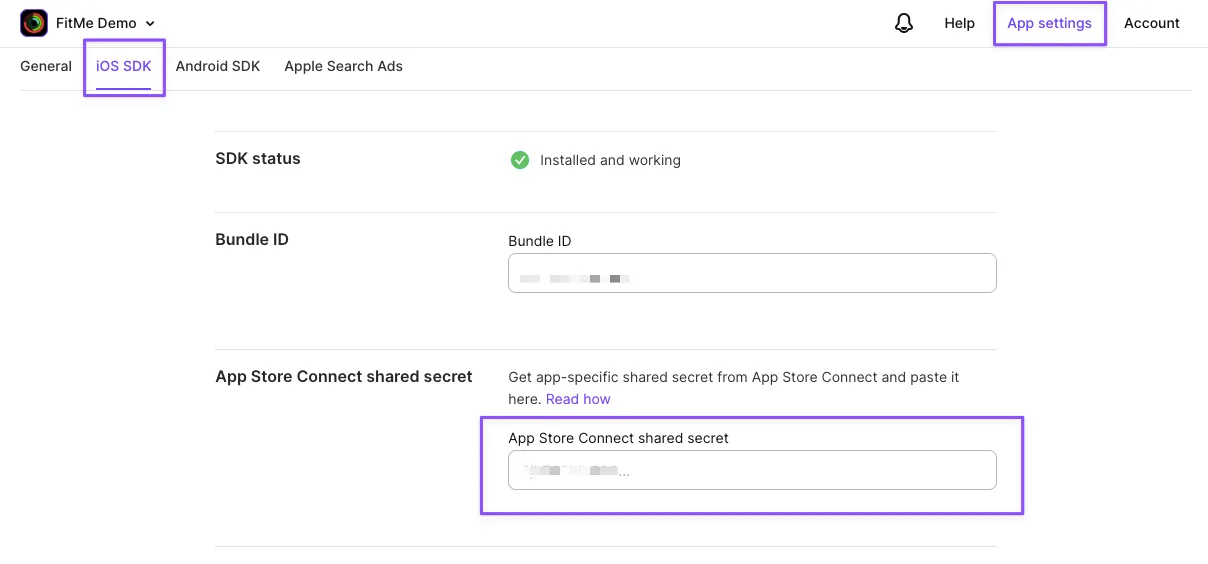 FitMe Demo
Help
App settings
Account
General
iOS SDK
Android SDK
Apple Search Ads
SDK status
Installed and working
Bundle ID
Bundle ID
App Store Connect shared secret
Get app-specific shared secret from App Store Connect and paste it
here. Read how
App Store Connect shared secret